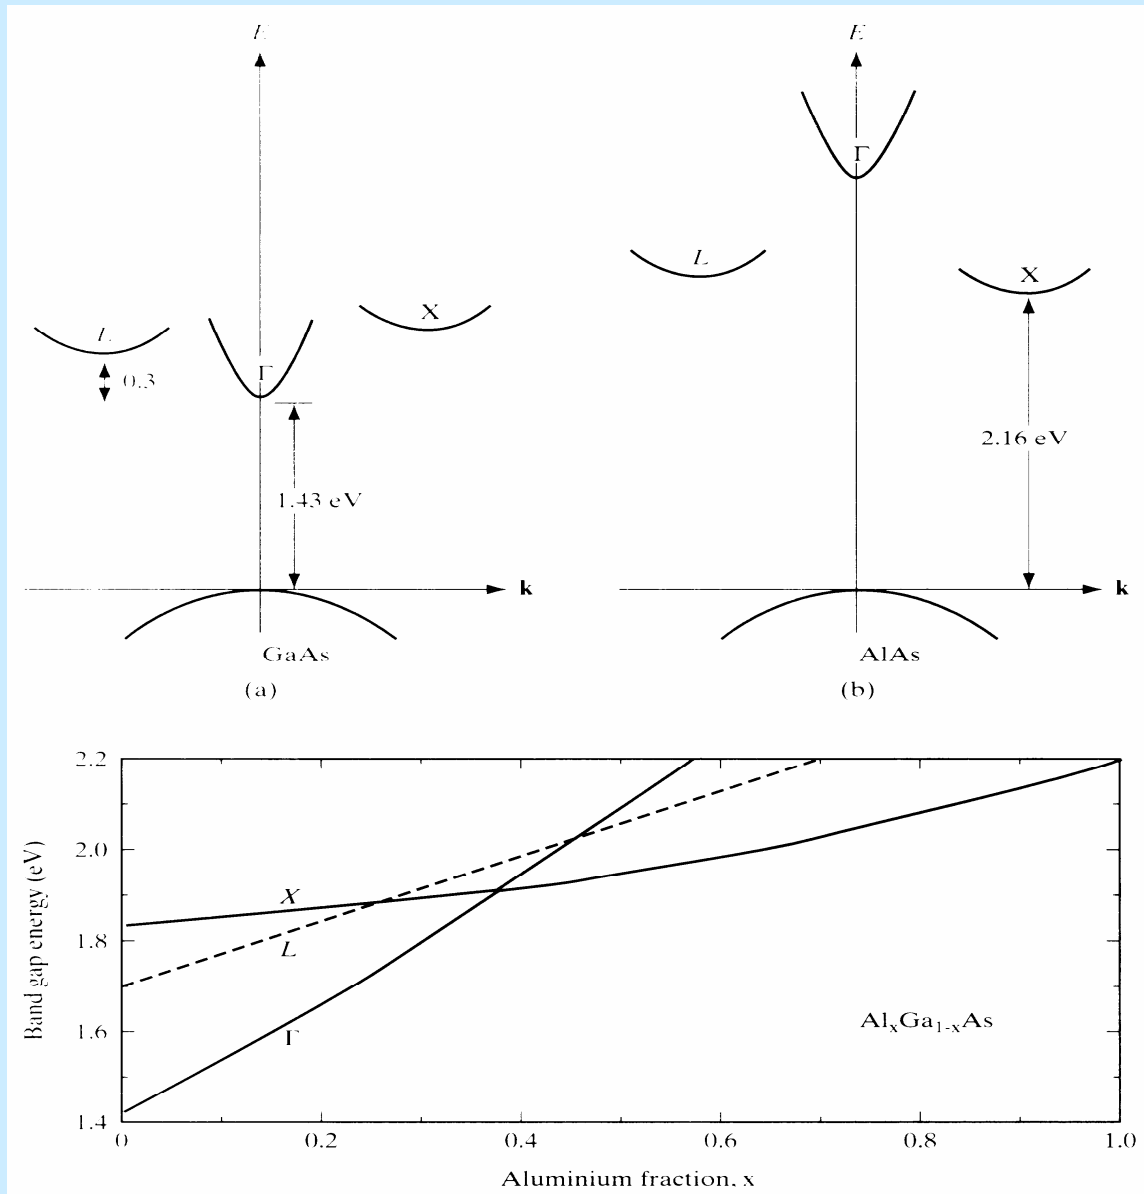 E
Γ
L
X
0.3
1.43 eV
k
GaAs
(a)
E
Γ
L
X
2.16 eV
k
AlAs
(b)
Band gap energy (eV)
2.2
2.0
1.8
1.6
1.4
X
L
Γ
AlxGa1-xAs
0 0.2 0.4 0.6 0.8 1.0
Aluminium fraction, x